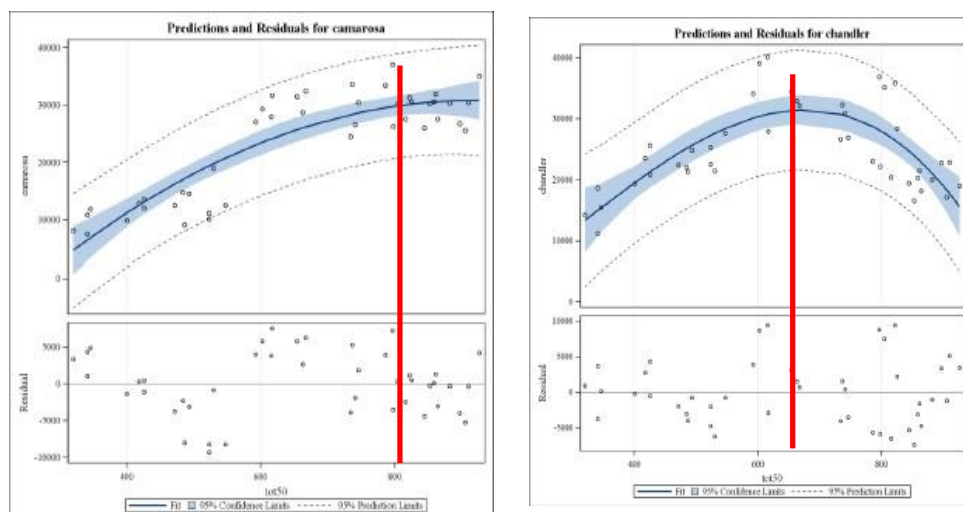 Predictions and Residuals for camarosa
40000
30000
20000
10000
0
camarosa
5000
0
-5000
Residual
400 600 800
tot50
Fit 95% Confidence Limits 95% Prediction Limits
Predictions and Residuals for chandler
40000
30000
20000
10000
0
chandler
10000
5000
0
-5000
Residual
400 600 800
tot50
Fit 95% Confidence Limits 95% Prediction Limits